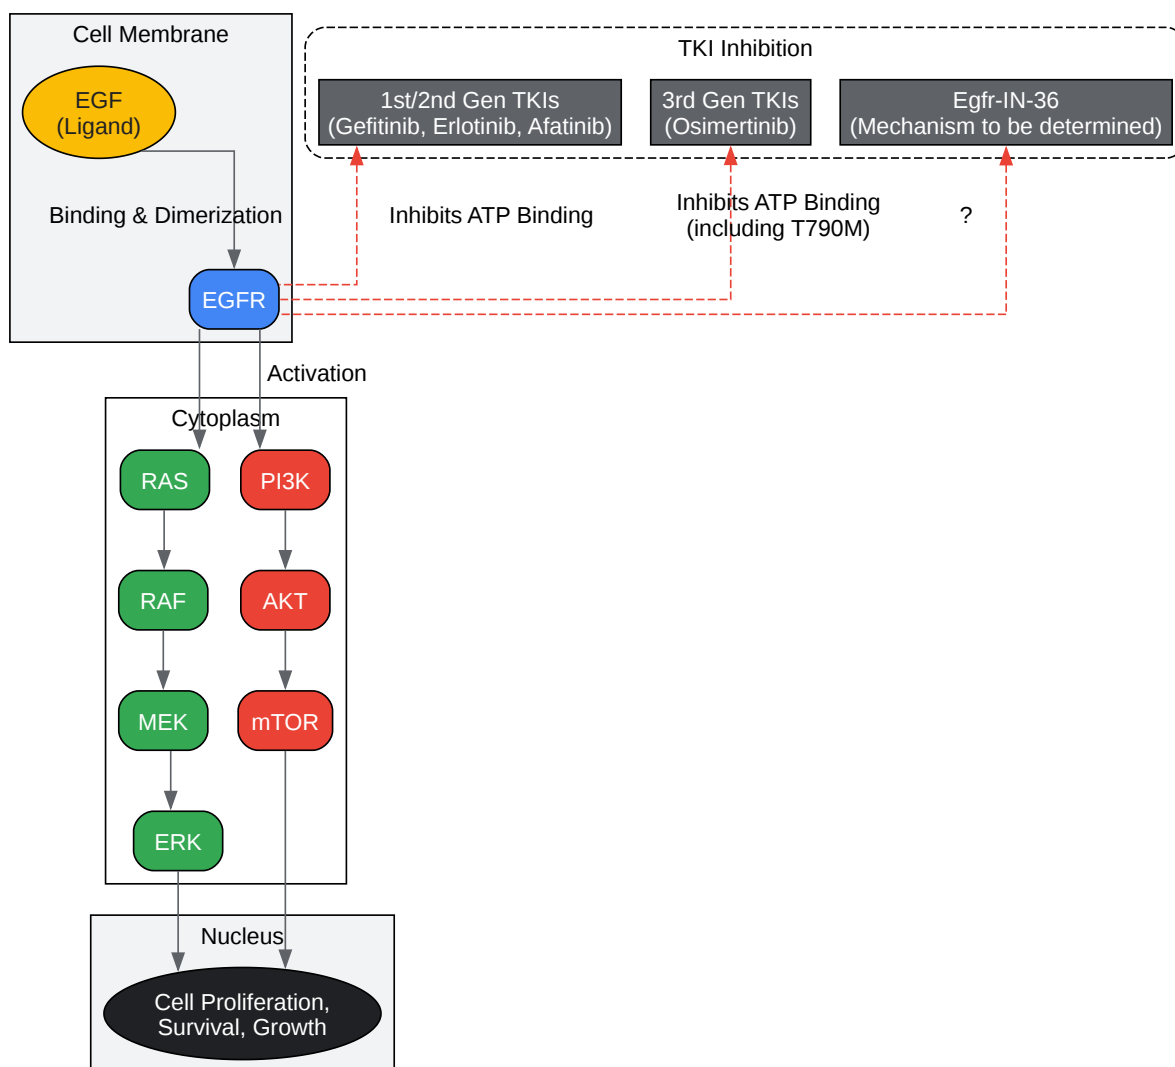 Cell Membrane
EGF
(Ligand)
Binding & Dimerization
EGFR
TKI Inhibition
1st/2nd Gen TKIs
(Gefitinib, Erlotinib, Afatinib)
3rd Gen TKIs
(Osimertinib)
Egfr-IN-36
(Mechanism to be determined)
Inhibits ATP Binding
Inhibits ATP Binding
(including T790M)
?
Activation
Cytoplasm
RAS
PI3K
RAF
AKT
MEK
mTOR
ERK
Nucleus
Cell Proliferation,
Survival, Growth